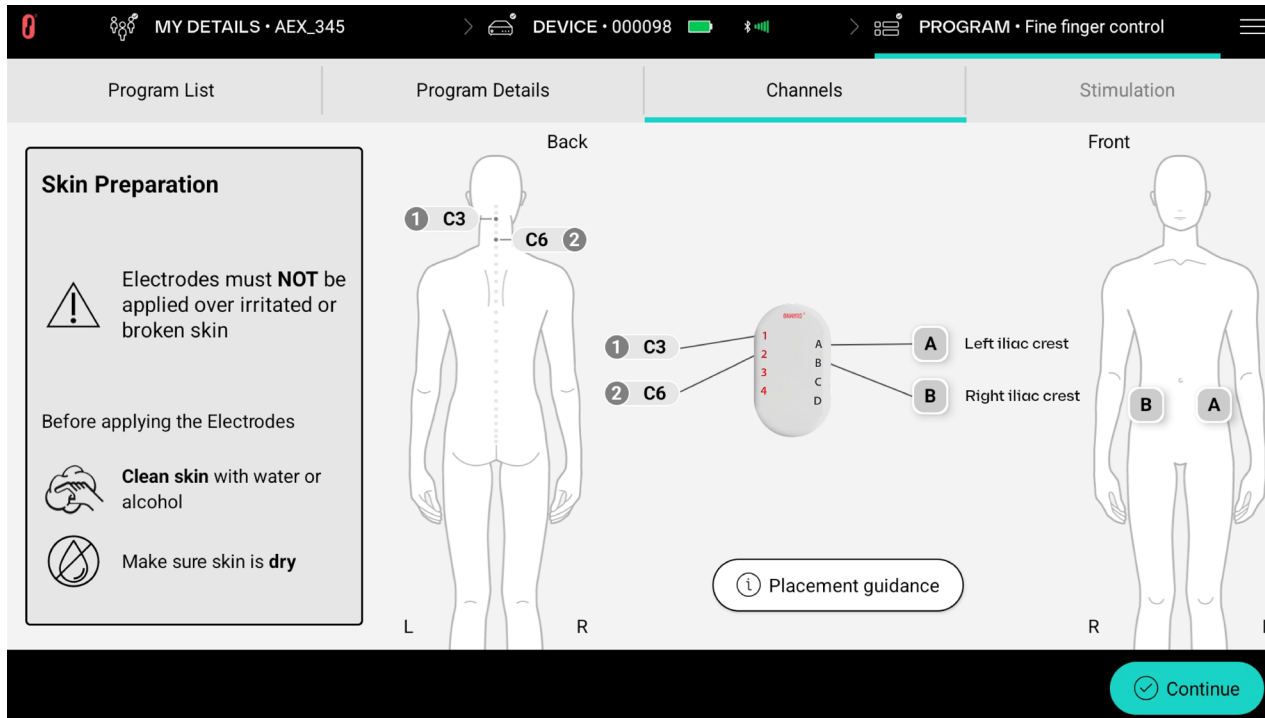 MY DETAILS • AEX_345
DEVICE • 000098
PROGRAM • Fine finger control
Program List
Program Details
Channels
Stimulation
Skin Preparation
Electrodes must NOT be
applied over irritated or
broken skin
Before applying the Electrodes
Clean skin with water or
alcohol
Make sure skin is dry
Back
1 C3
C6 2
L
R
1 C3
2 C6
1
2
3
4
A
B
C
D
A Left iliac crest
B Right iliac crest
Placement guidance
Front
B
A
R
Continue